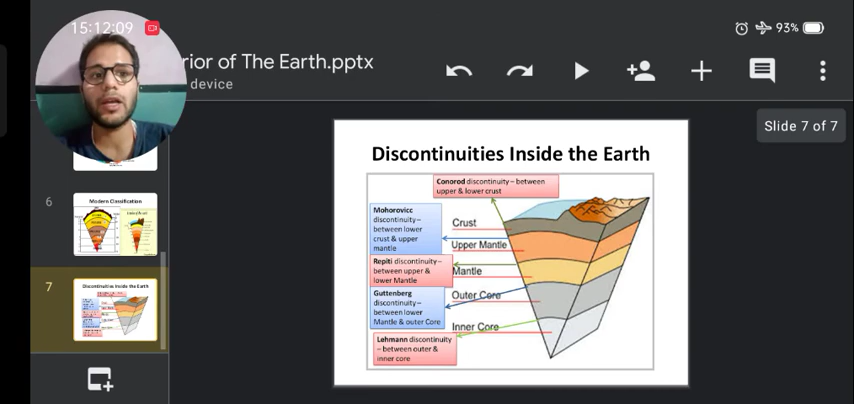 15:12:09
93%
rior of The Earth.pptx
device
Slide 7 of 7
6
Modern Classification
7
Discontinuities Inside the Earth
Discontinuities Inside the Earth
Conorod discontinuity – between
upper & lower crust
Mohorovicc
discontinuity –
between lower
crust & upper
mantle
Repiti discontinuity–
between upper &
lower Mantle
Guttenberg
discontinuity–
between lower
Mantle & outer Core
Lehmann discontinuity
– between outer &
inner core
Crust
Upper Mantle
Mantle
Outer Core
Inner Core